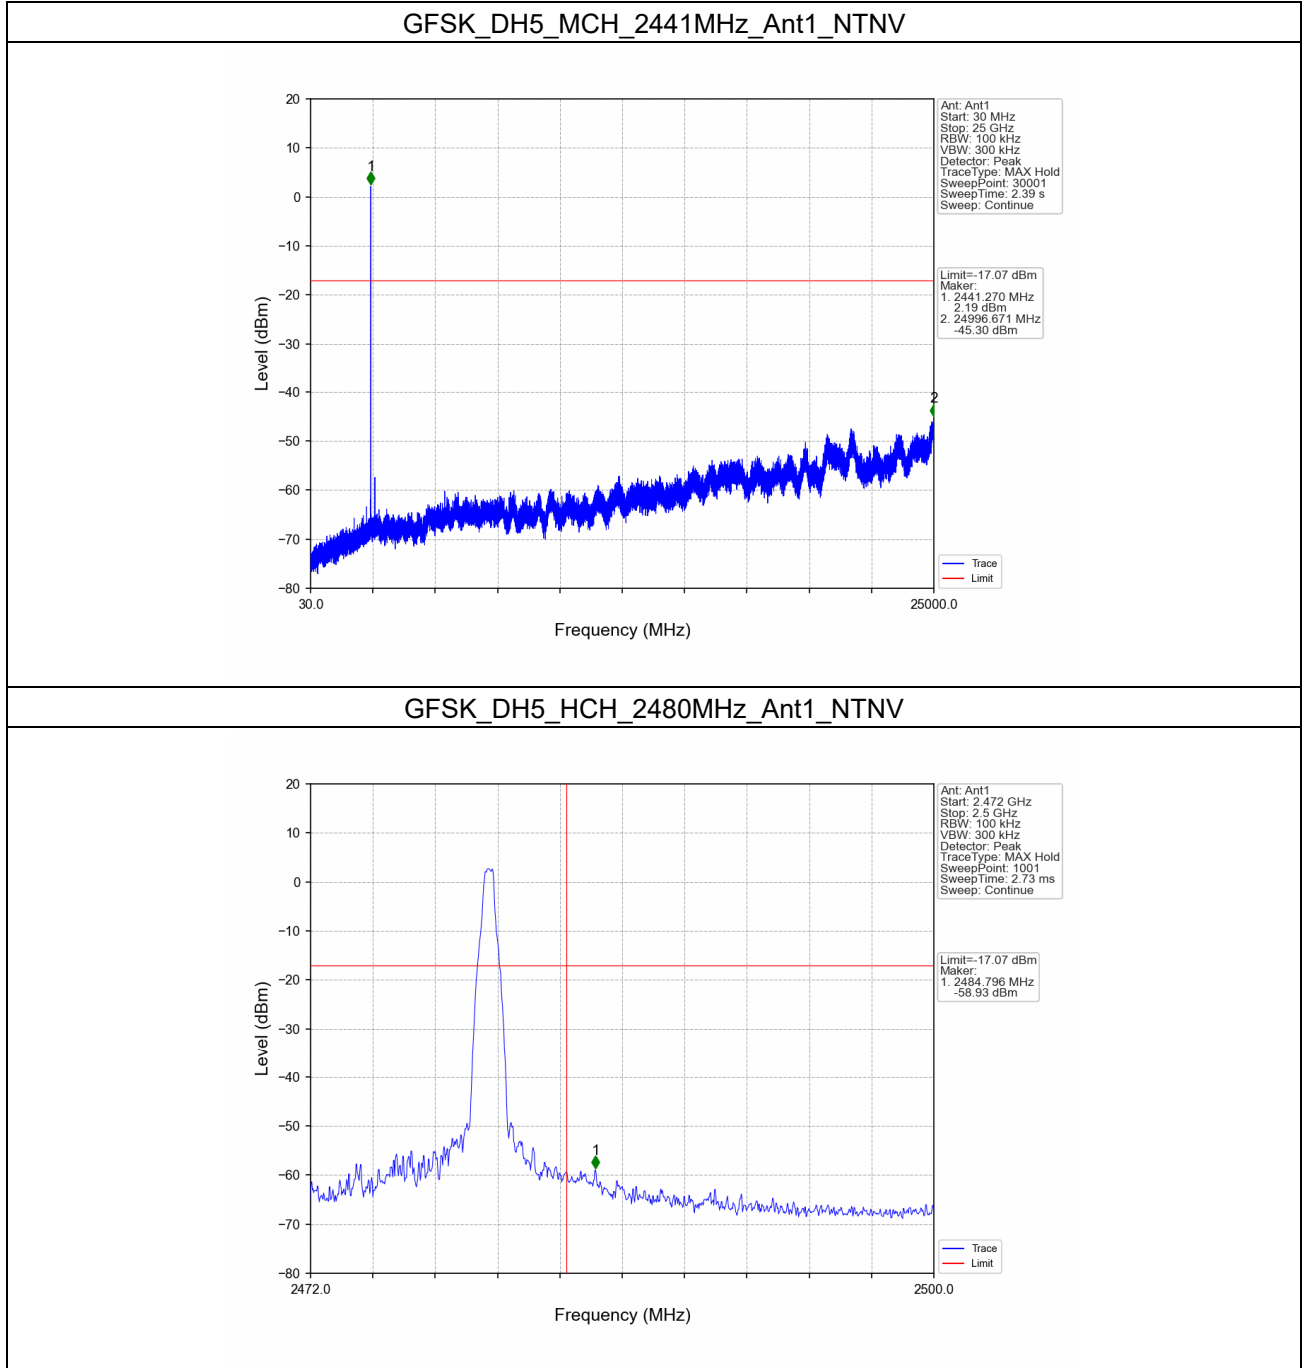 GFSK_DH5_MCH_2441MHz_Ant1_NTNV
20
10
0
−10
−20
−30
−40
−50
−60
−70
−80
Level (dBm)
1
2
30.0
25000.0
Frequency (MHz)
Ant: Ant1
Start: 30 MHz
Stop: 25 GHz
RBW: 100 kHz
VBW: 300 kHz
Detector: Peak
TraceType: MAX Hold
SweepPoint: 30001
SweepTime: 2.39 s
Sweep: Continue
Limit=-17.07 dBm
Maker:
1. 2441.270 MHz
2.19 dBm
2. 24996.671 MHz
-45.30 dBm
Trace
Limit
GFSK_DH5_HCH_2480MHz_Ant1_NTNV
20
10
0
−10
−20
−30
−40
−50
−60
−70
−80
Level (dBm)
1
2472.0
2500.0
Frequency (MHz)
Ant: Ant1
Start: 2.472 GHz
Stop: 2.5 GHz
RBW: 100 kHz
VBW: 300 kHz
Detector: Peak
TraceType: MAX Hold
SweepPoint: 1001
SweepTime: 2.73 ms
Sweep: Continue
Limit=-17.07 dBm
Maker:
1. 2484.796 MHz
-58.93 dBm
Trace
Limit